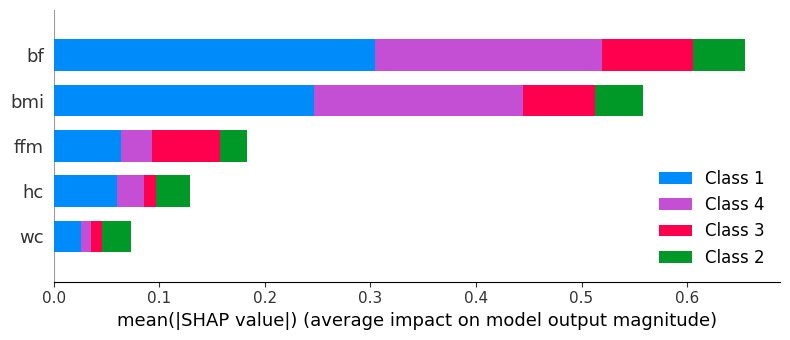 bf
bmi
ffm
hc
wc
Class 1
Class 4
Class 3
Class 2
0.0 0.1 0.2 0.3 0.4 0.5 0.6
mean(|SHAP value|) (average impact on model output magnitude)